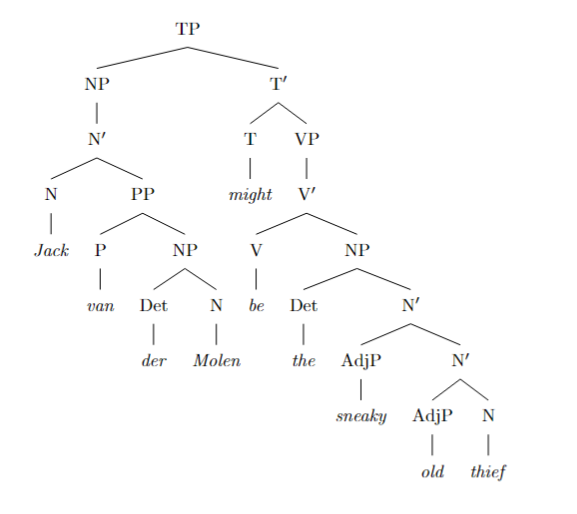 TP
NP T′
N′ T VP
N PP might V′
Jack P NP V NP
van Det N be Det N′
der Molen the AdjP N′
sneaky AdjP N
old thief